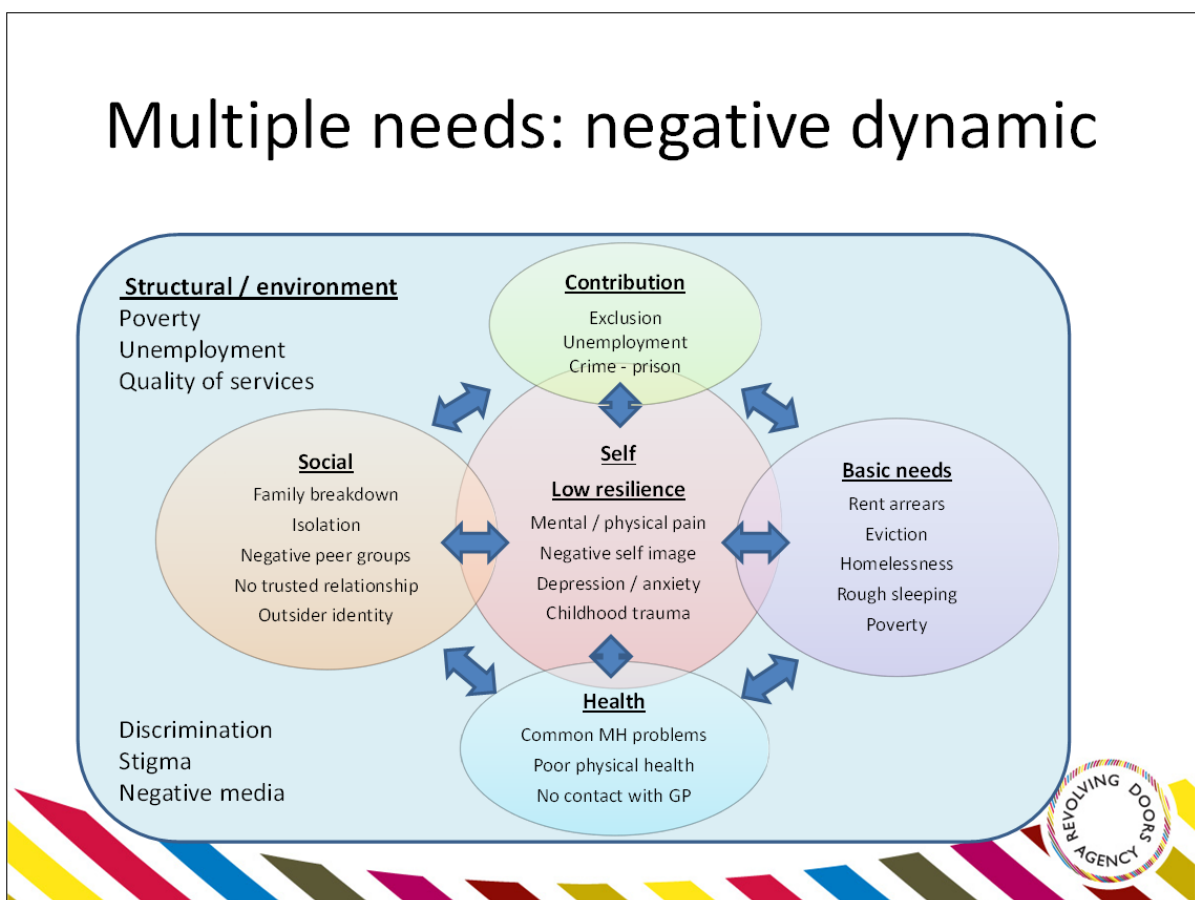 Multiple needs: negative dynamic
Structural / environment
Poverty
Unemployment
Quality of services
Contribution
Exclusion
Unemployment
Crime - prison
Social
Family breakdown
Isolation
Negative peer groups
No trusted relationship
Outsider identity
Self
Low resilience
Mental / physical pain
Negative self image
Depression / anxiety
Childhood trauma
Basic needs
Rent arrears
Eviction
Homelessness
Rough sleeping
Poverty
Health
Common MH problems
Poor physical health
No contact with GP
Discrimination
Stigma
Negative media
REVOLVING DOORS
AGENCY